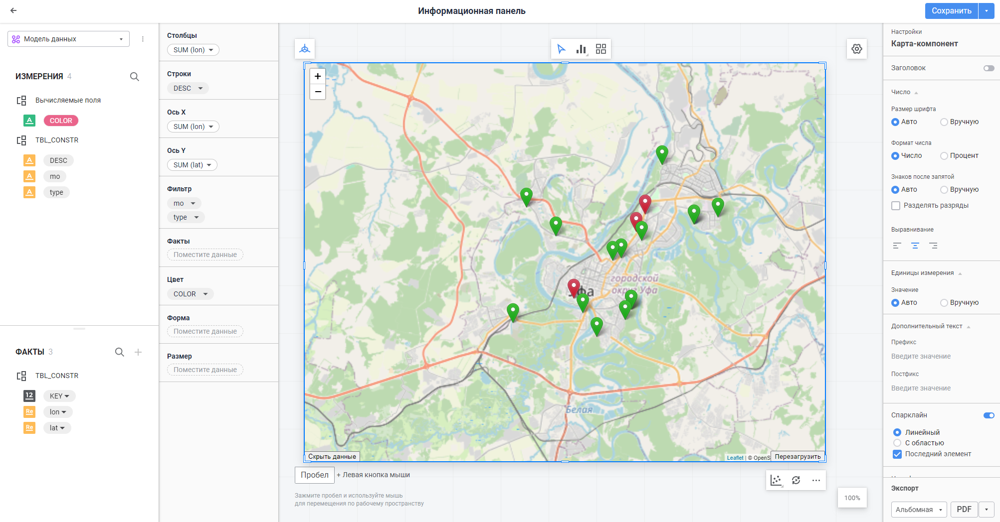 Информационная панель
Сохранить
Модель данных
ИЗМЕРЕНИЯ 4
Вычисляемые поля
A COLOR
TBL_CONSTR
A DESC
A mo
A type
ФАКТЫ 3
TBL_CONSTR
12 KEY
Re lon
Re lat
Столбцы
SUM (lon)
Строки
DESC
Ось X
SUM (lon)
Ось Y
SUM (lat)
Фильтр
mo
type
Факты
Поместите данные
Цвет
COLOR
Форма
Поместите данные
Размер
Поместите данные
+
−
городской
округ Уфа
Уфа
Белая
Скрыть данные
Leaflet | © OpenS
Перезагрузить
Пробел + Левая кнопка мыши
Зажмите пробел и используйте мышь
для перемещения по рабочему пространству
100%
Настройки
Карта-компонент
Заголовок
Число
Размер шрифта
Авто Вручную
Формат числа
Число Процент
Знаков после запятой
Авто Вручную
Разделять разряды
Выравнивание
Единицы измерения
Значение
Авто Вручную
Дополнительный текст
Префикс
Введите значение
Постфикс
Введите значение
Спарклайн
Линейный
С областью
Последний элемент
Экспорт
Альбомная PDF